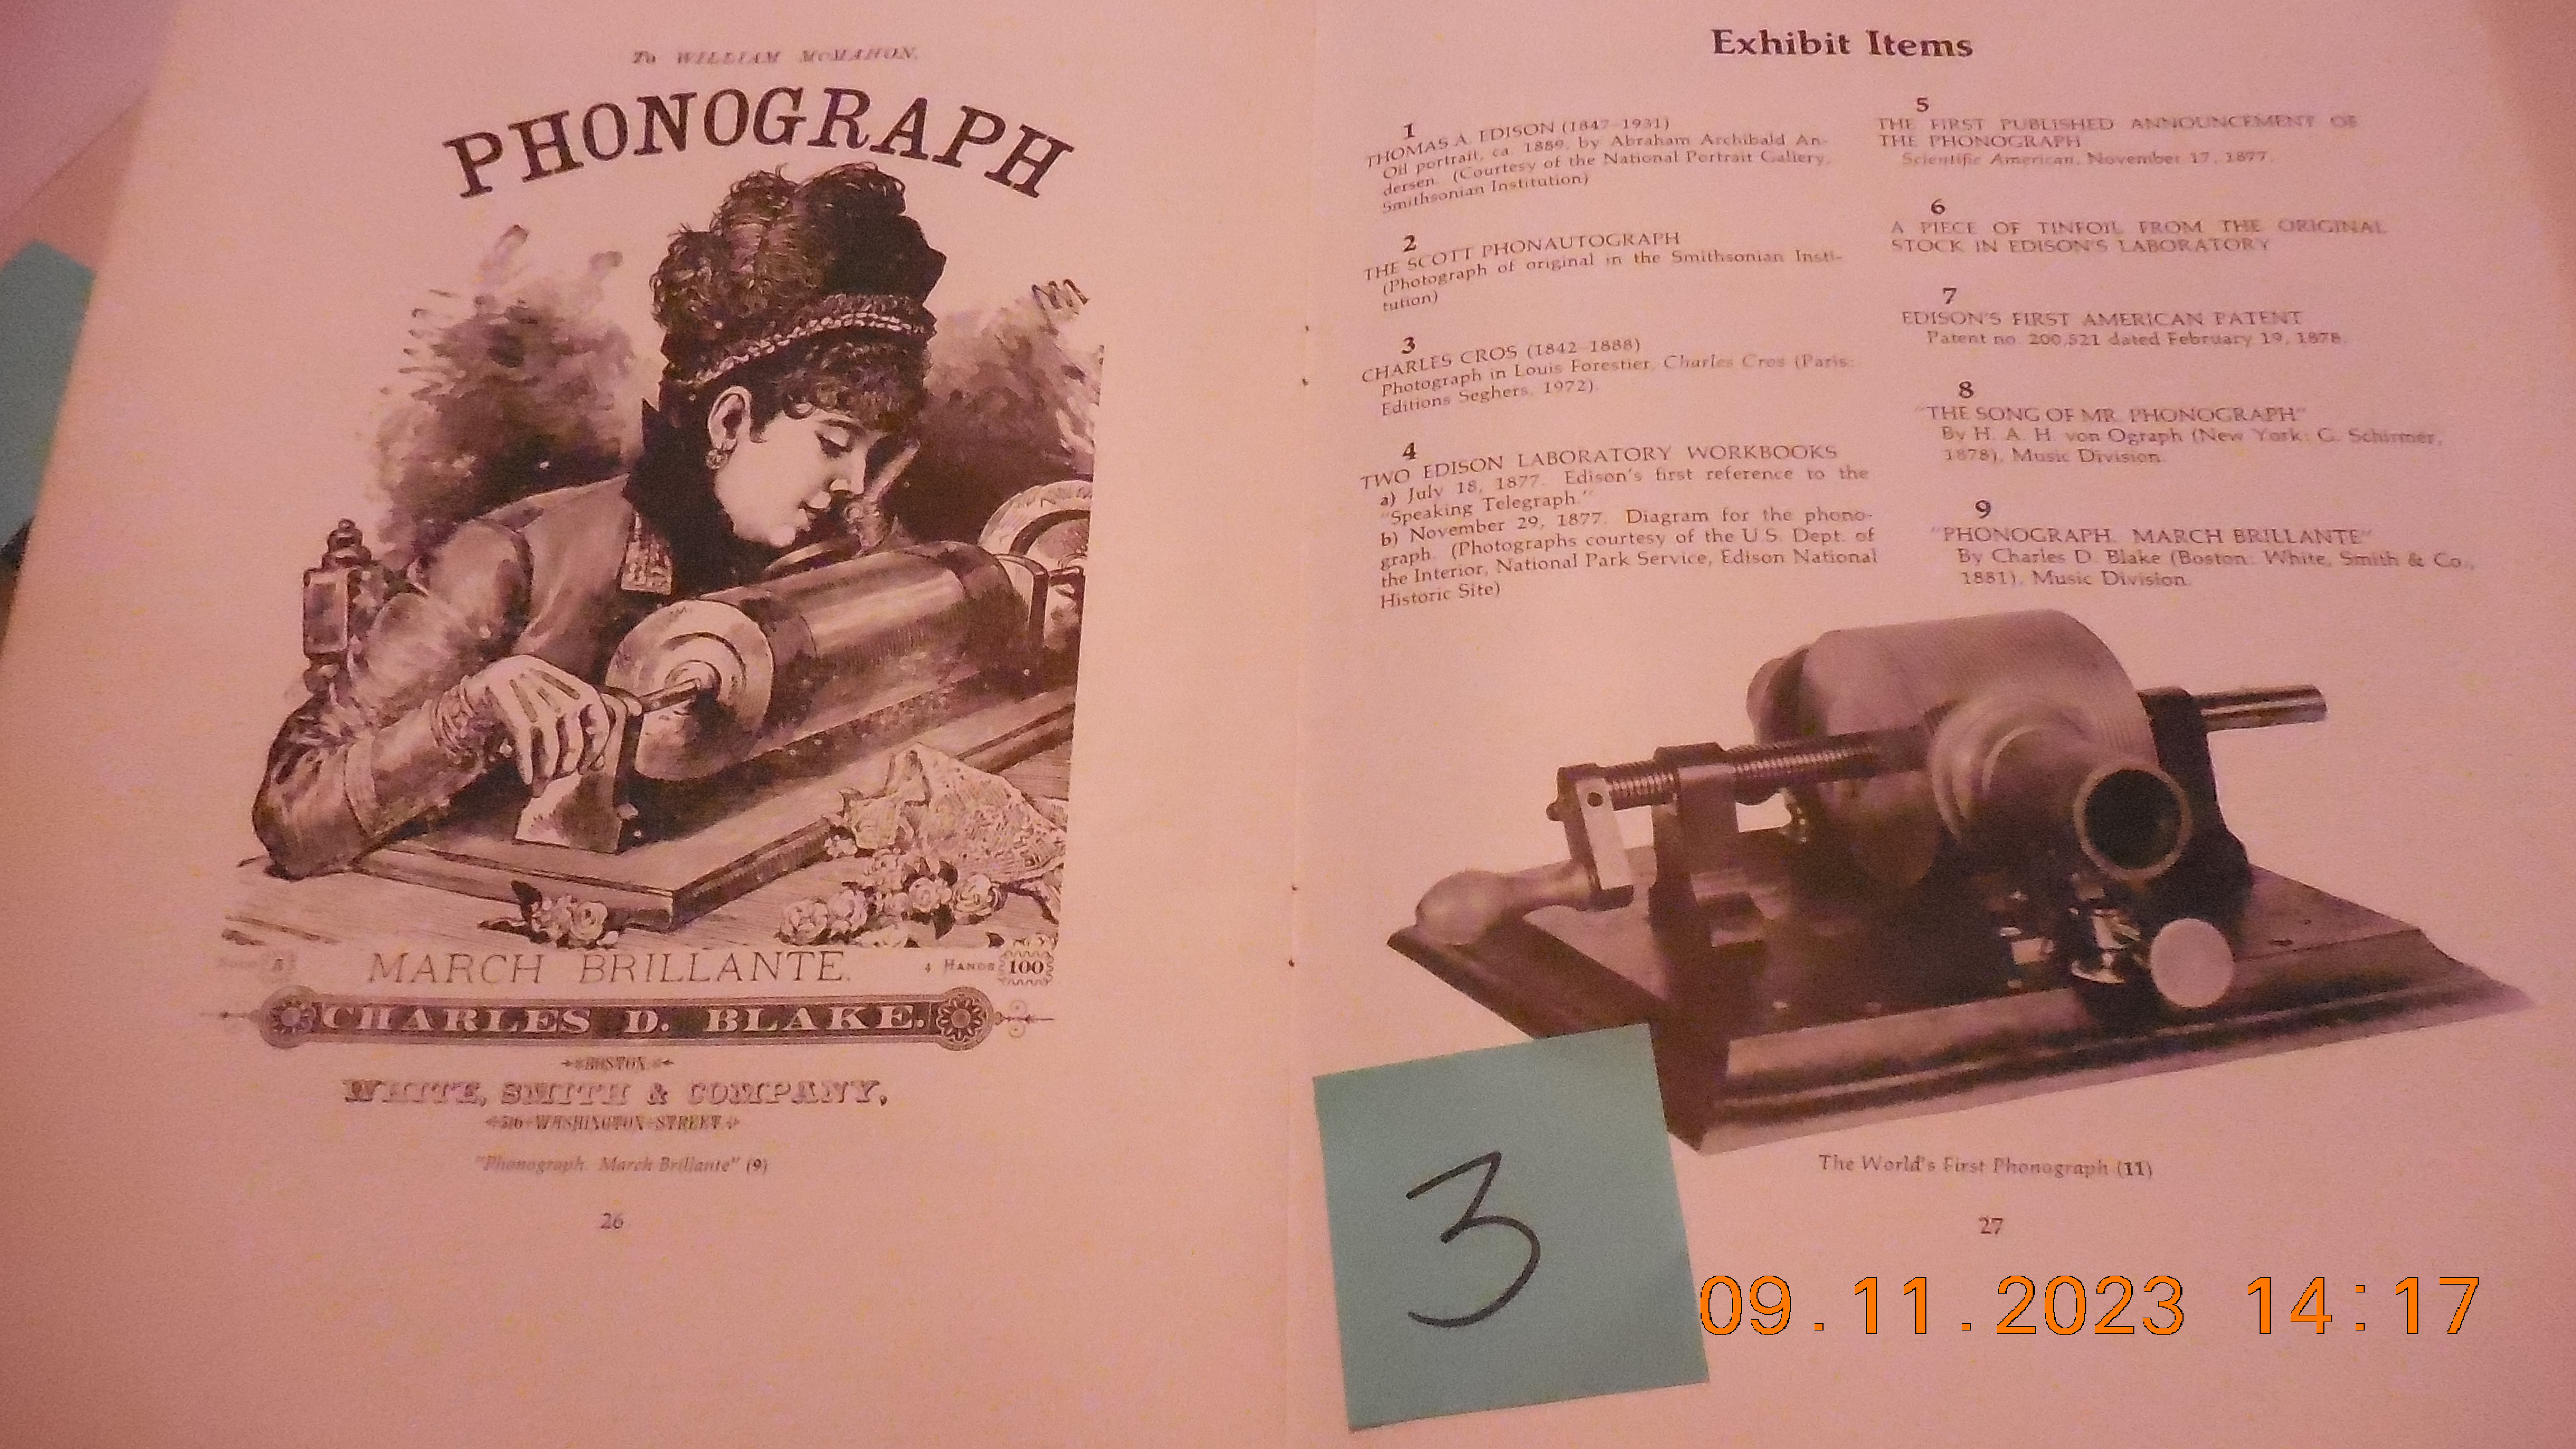 To WILLIAM McMAHON.
PHONOGRAPH
MARCH BRILLANTE.
4 HANDS 100
CHARLES D. BLAKE.
BOSTON
WHITE, SMITH & COMPANY,
516 WASHINGTON STREET
"Phonograph. March Brillante" (9)
26
Exhibit Items
1
THOMAS A. EDISON (1847-1931)
Oil portrait, ca. 1889, by Abraham Archibald An-
dersen. (Courtesy of the National Portrait Gallery,
Smithsonian Institution)
2
THE SCOTT PHONAUTOGRAPH
(Photograph of original in the Smithsonian Insti-
tution)
3
CHARLES CROS (1842-1888)
Photograph in Louis Forestier, Charles Cros (Paris:
Editions Seghers, 1972).
4
TWO EDISON LABORATORY WORKBOOKS
a) July 18, 1877. Edison's first reference to the
"Speaking Telegraph."
b) November 29, 1877. Diagram for the phono-
graph. (Photographs courtesy of the U.S. Dept. of
the Interior, National Park Service, Edison National
Historic Site)
5
THE FIRST PUBLISHED ANNOUNCEMENT OF
THE PHONOGRAPH
Scientific American, November 17, 1877.
6
A PIECE OF TINFOIL FROM THE ORIGINAL
STOCK IN EDISON'S LABORATORY
7
EDISON'S FIRST AMERICAN PATENT
Patent no. 200,521 dated February 19, 1878.
8
"THE SONG OF MR. PHONOGRAPH"
By H. A. H. von Ograph (New York: G. Schirmer,
1878), Music Division.
9
"PHONOGRAPH. MARCH BRILLANTE"
By Charles D. Blake (Boston: White, Smith & Co.,
1881), Music Division.
The World's First Phonograph (11)
27
3
09.11.2023 14:17